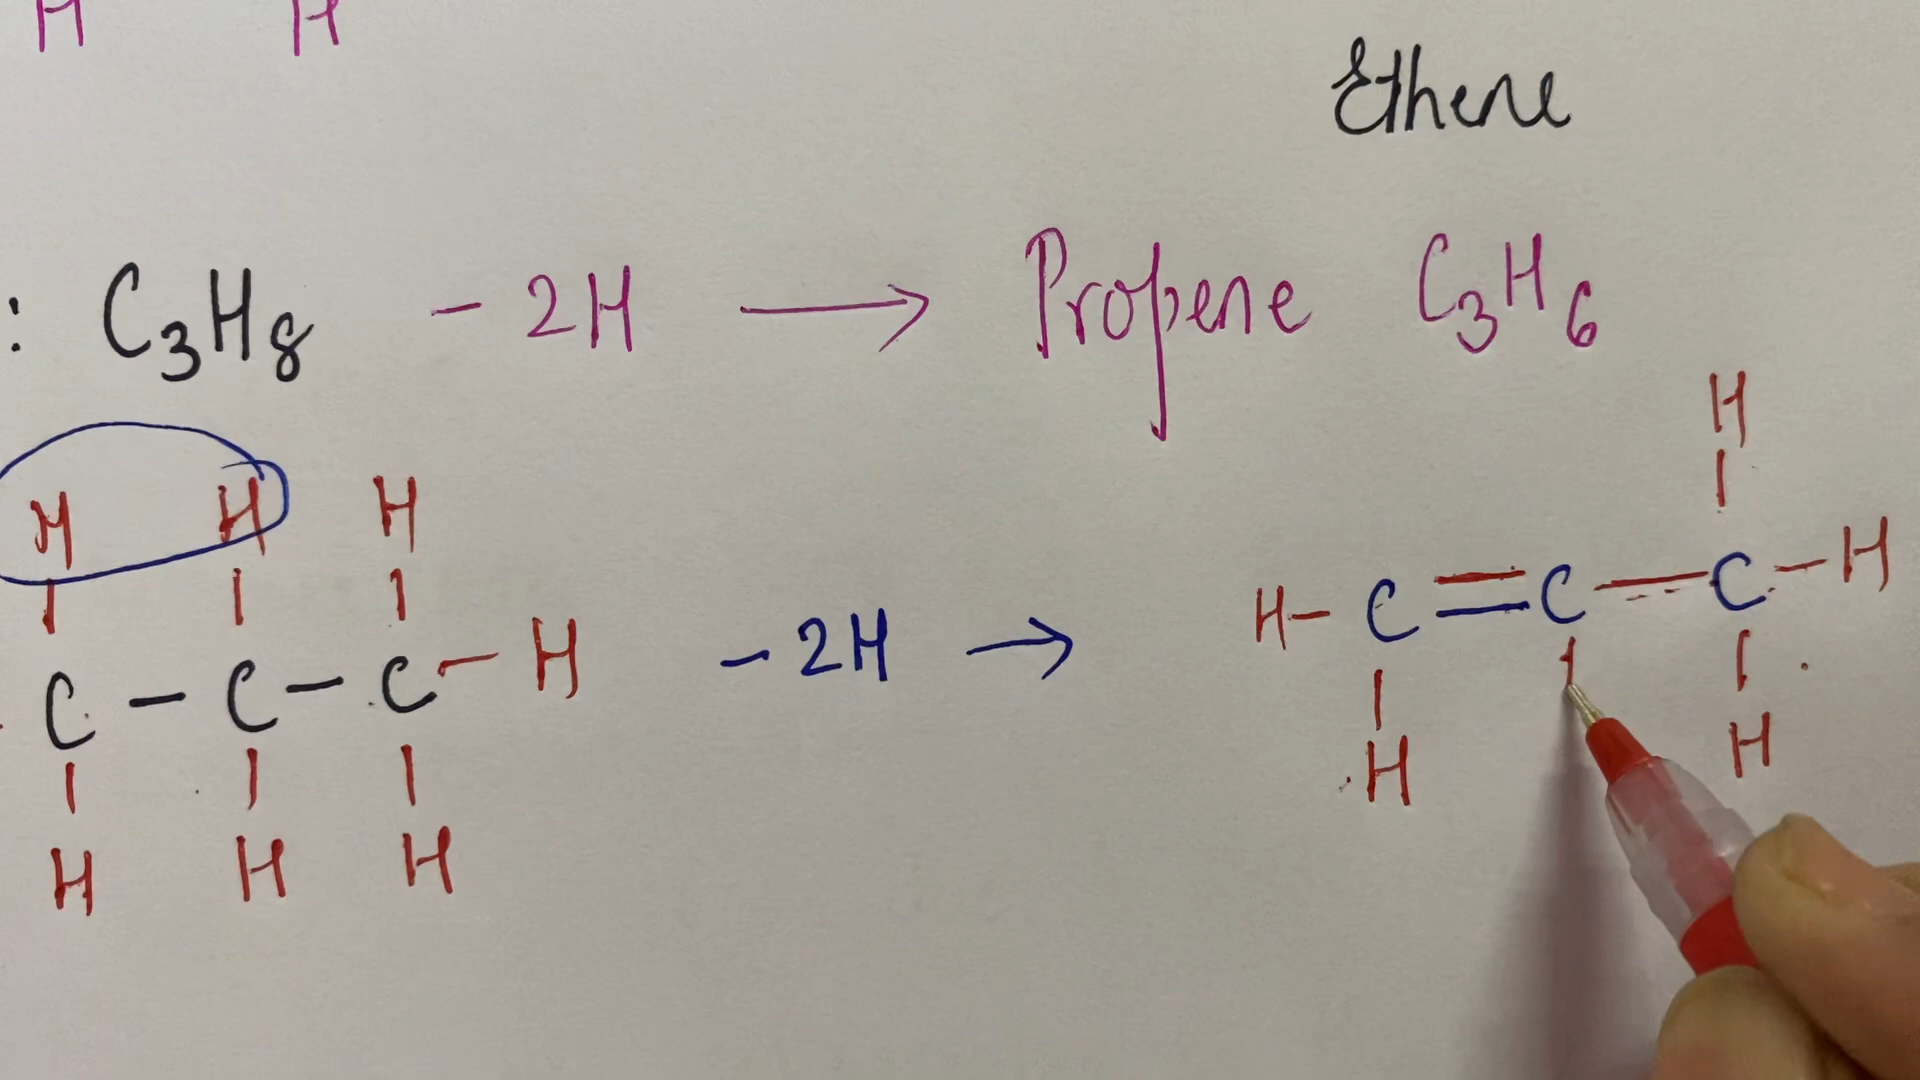 H H
Ethene
: C₃H₈ - 2H ⟶ Propene C₃H₆
H H H H
C - C - C - H - 2H → H - C = C - C - H
H H H H H